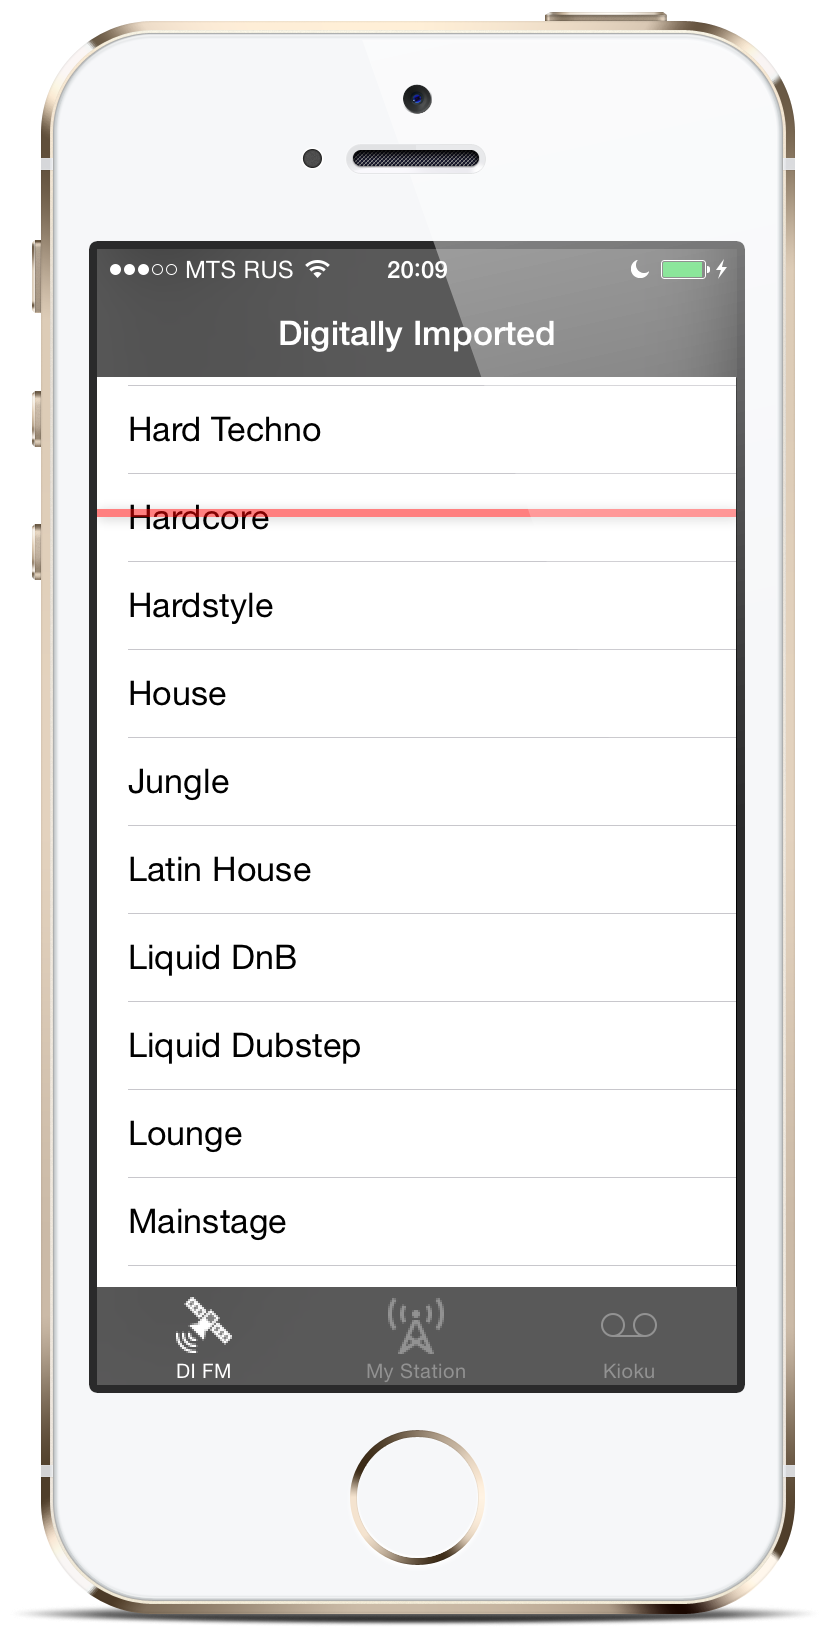 MTS RUS 20:09
Digitally Imported
Hard Techno
Hardcore
Hardstyle
House
Jungle
Latin House
Liquid DnB
Liquid Dubstep
Lounge
Mainstage
DI FM My Station Kioku